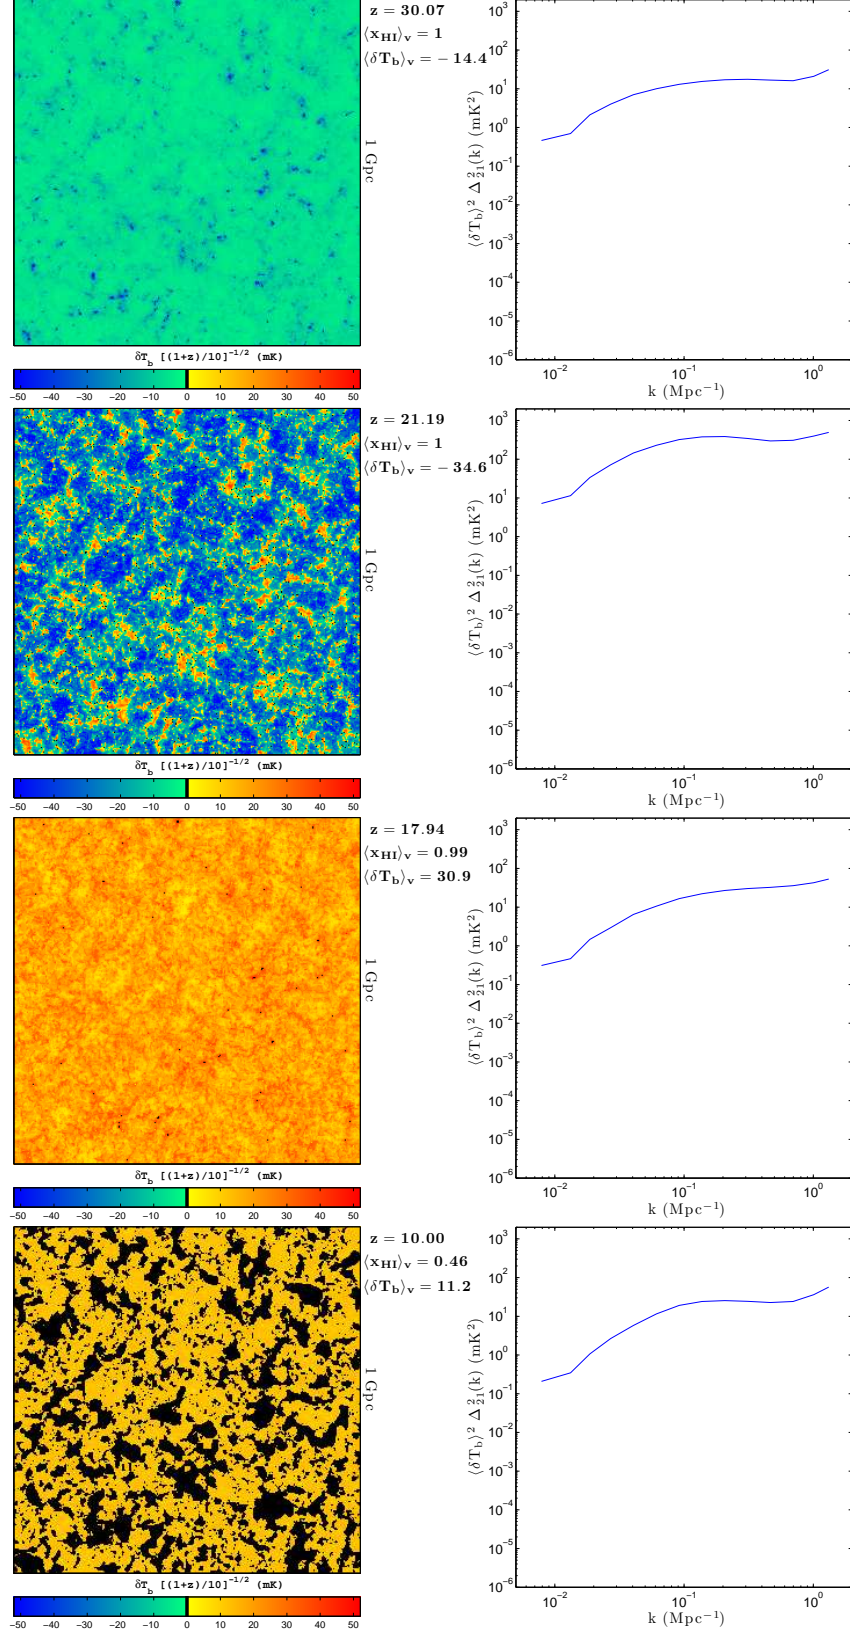 z = 30.07
⟨x_HI⟩_v = 1
⟨δT_b⟩_v = − 14.4
1 Gpc
δT_b [(1+z)/10]^-1/2 (mK)
−50 −40 −30 −20 −10 0 10 20 30 40 50
⟨δT_b⟩² Δ²_21(k) (mK²)
10^3
10^2
10^1
10^0
10^−1
10^−2
10^−3
10^−4
10^−5
10^−6
10^−2 10^−1 10^0
k (Mpc^−1)
z = 21.19
⟨x_HI⟩_v = 1
⟨δT_b⟩_v = − 34.6
1 Gpc
δT_b [(1+z)/10]^-1/2 (mK)
−50 −40 −30 −20 −10 0 10 20 30 40 50
⟨δT_b⟩² Δ²_21(k) (mK²)
10^3
10^2
10^1
10^0
10^−1
10^−2
10^−3
10^−4
10^−5
10^−6
10^−2 10^−1 10^0
k (Mpc^−1)
z = 17.94
⟨x_HI⟩_v = 0.99
⟨δT_b⟩_v = 30.9
1 Gpc
δT_b [(1+z)/10]^-1/2 (mK)
−50 −40 −30 −20 −10 0 10 20 30 40 50
⟨δT_b⟩² Δ²_21(k) (mK²)
10^3
10^2
10^1
10^0
10^−1
10^−2
10^−3
10^−4
10^−5
10^−6
10^−2 10^−1 10^0
k (Mpc^−1)
z = 10.00
⟨x_HI⟩_v = 0.46
⟨δT_b⟩_v = 11.2
1 Gpc
δT_b [(1+z)/10]^-1/2 (mK)
−50 −40 −30 −20 −10 0 10 20 30 40 50
⟨δT_b⟩² Δ²_21(k) (mK²)
10^3
10^2
10^1
10^0
10^−1
10^−2
10^−3
10^−4
10^−5
10^−6
10^−2 10^−1 10^0
k (Mpc^−1)